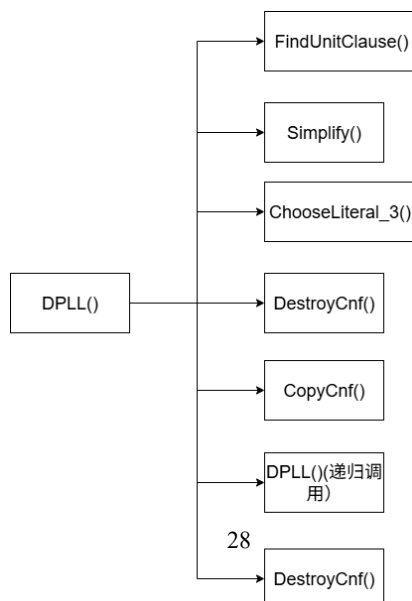 FindUnitClause()
Simplify()
ChooseLiteral_3()
DPLL()
DestroyCnf()
CopyCnf()
DPLL()(递归调
用）
28
DestroyCnf()